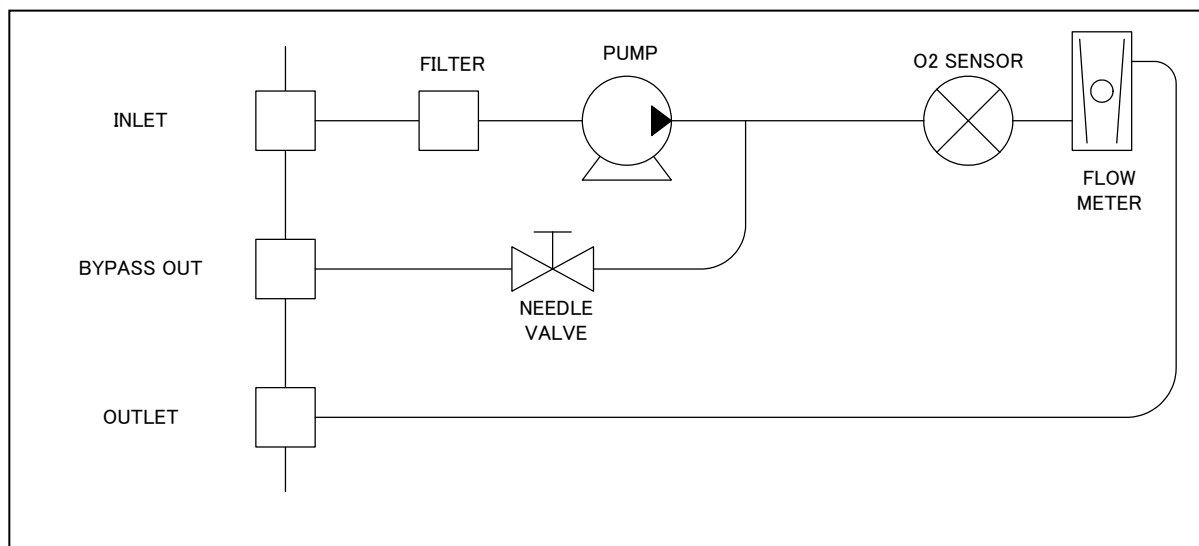 INLET
FILTER
PUMP
O2 SENSOR
FLOW
METER
BYPASS OUT
NEEDLE
VALVE
OUTLET